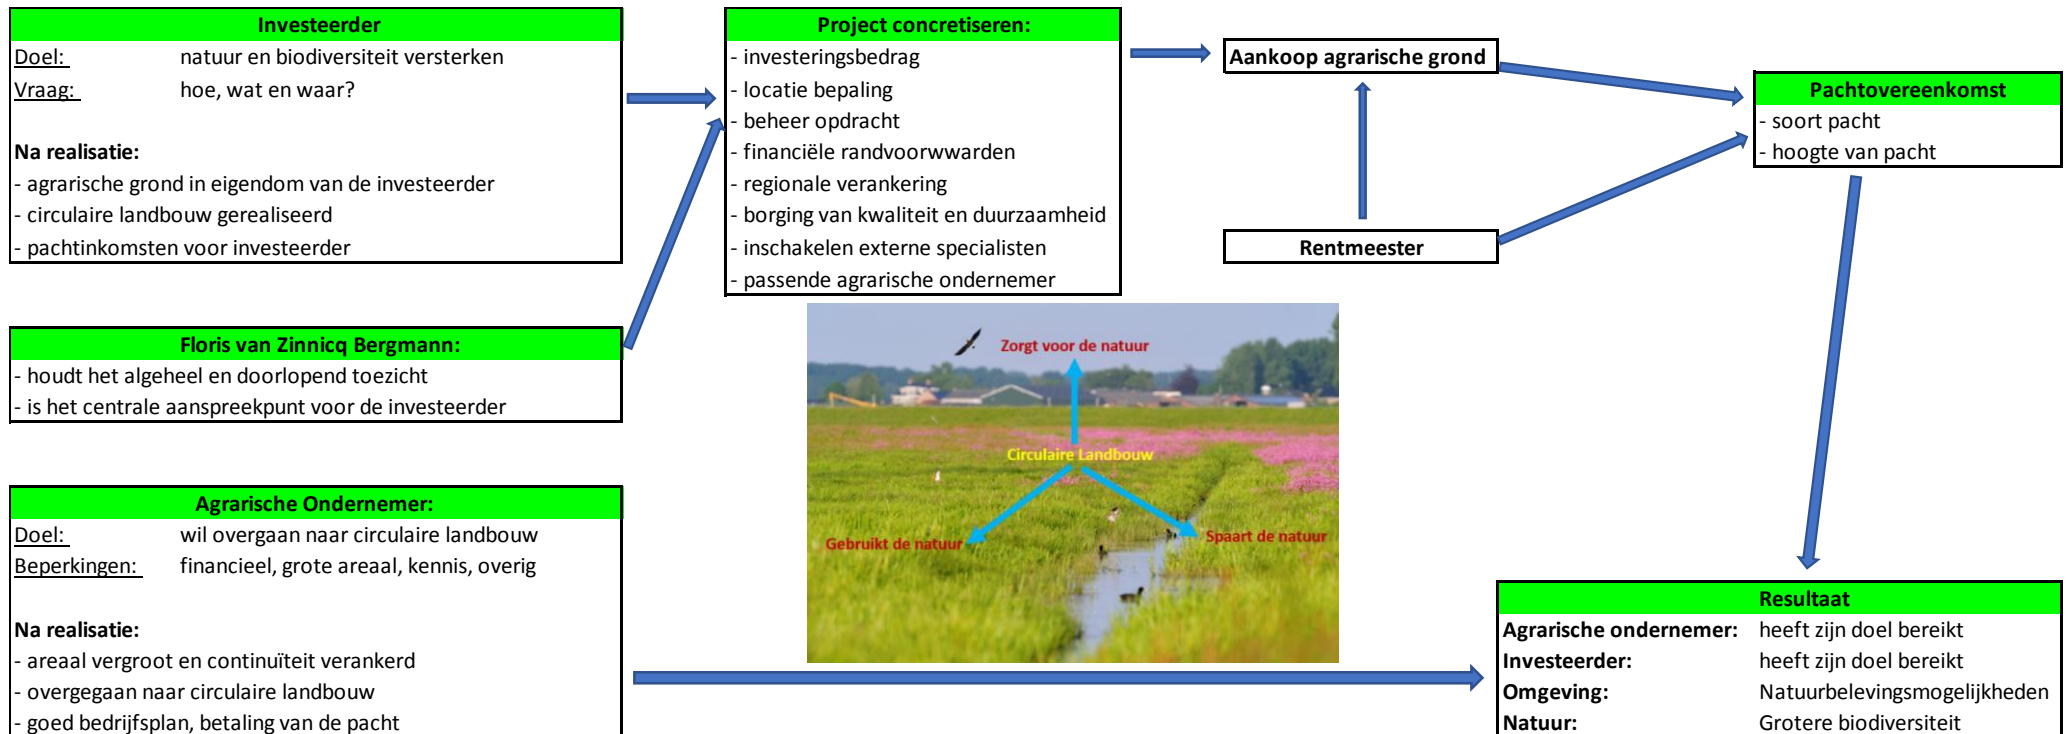 Investeerder
Doel: natuur en biodiversiteit versterken
Vraag: hoe, wat en waar?
Na realisatie:
- agrarische grond in eigendom van de investeerder
- circulaire landbouw gerealiseerd
- pachtinkomsten voor investeerder
Floris van Zinnicq Bergmann:
- houdt het algeheel en doorlopend toezicht
- is het centrale aanspreekpunt voor de investeerder
Agrarische Ondernemer:
Doel: wil overgaan naar circulaire landbouw
Beperkingen: financieel, grote areaal, kennis, overig
Na realisatie:
- areaal vergroot en continuïteit verankerd
- overgegaan naar circulaire landbouw
- goed bedrijfsplan, betaling van de pacht
Project concretiseren:
- investeringsbedrag
- locatie bepaling
- beheer opdracht
- financiële randvoorwwarden
- regionale verankering
- borging van kwaliteit en duurzaamheid
- inschakelen externe specialisten
- passende agrarische ondernemer
Zorgt voor de natuur
Circulaire Landbouw
Gebruikt de natuur
Spaart de natuur
Aankoop agrarische grond
Rentmeester
Pachtovereenkomst
- soort pacht
- hoogte van pacht
Resultaat
Agrarische ondernemer: heeft zijn doel bereikt
Investeerder: heeft zijn doel bereikt
Omgeving: Natuurbelevingsmogelijkheden
Natuur: Grotere biodiversiteit